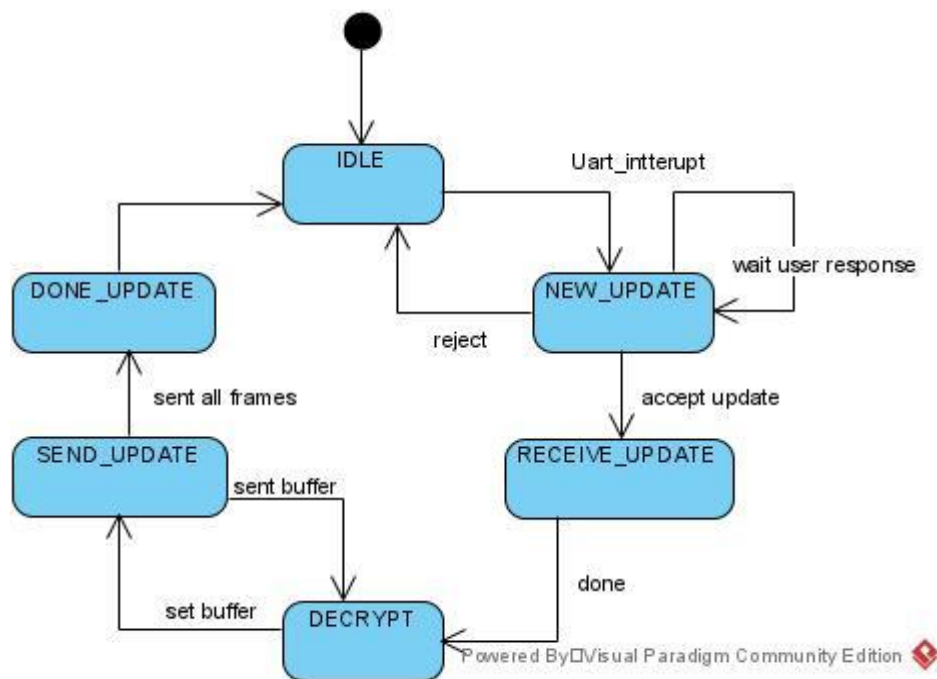 IDLE
Uart_intterupt
wait user response
DONE_UPDATE
NEW_UPDATE
reject
accept update
sent all frames
SEND_UPDATE
RECEIVE_UPDATE
sent buffer
done
set buffer
DECRYPT
Powered By□Visual Paradigm Community Edition